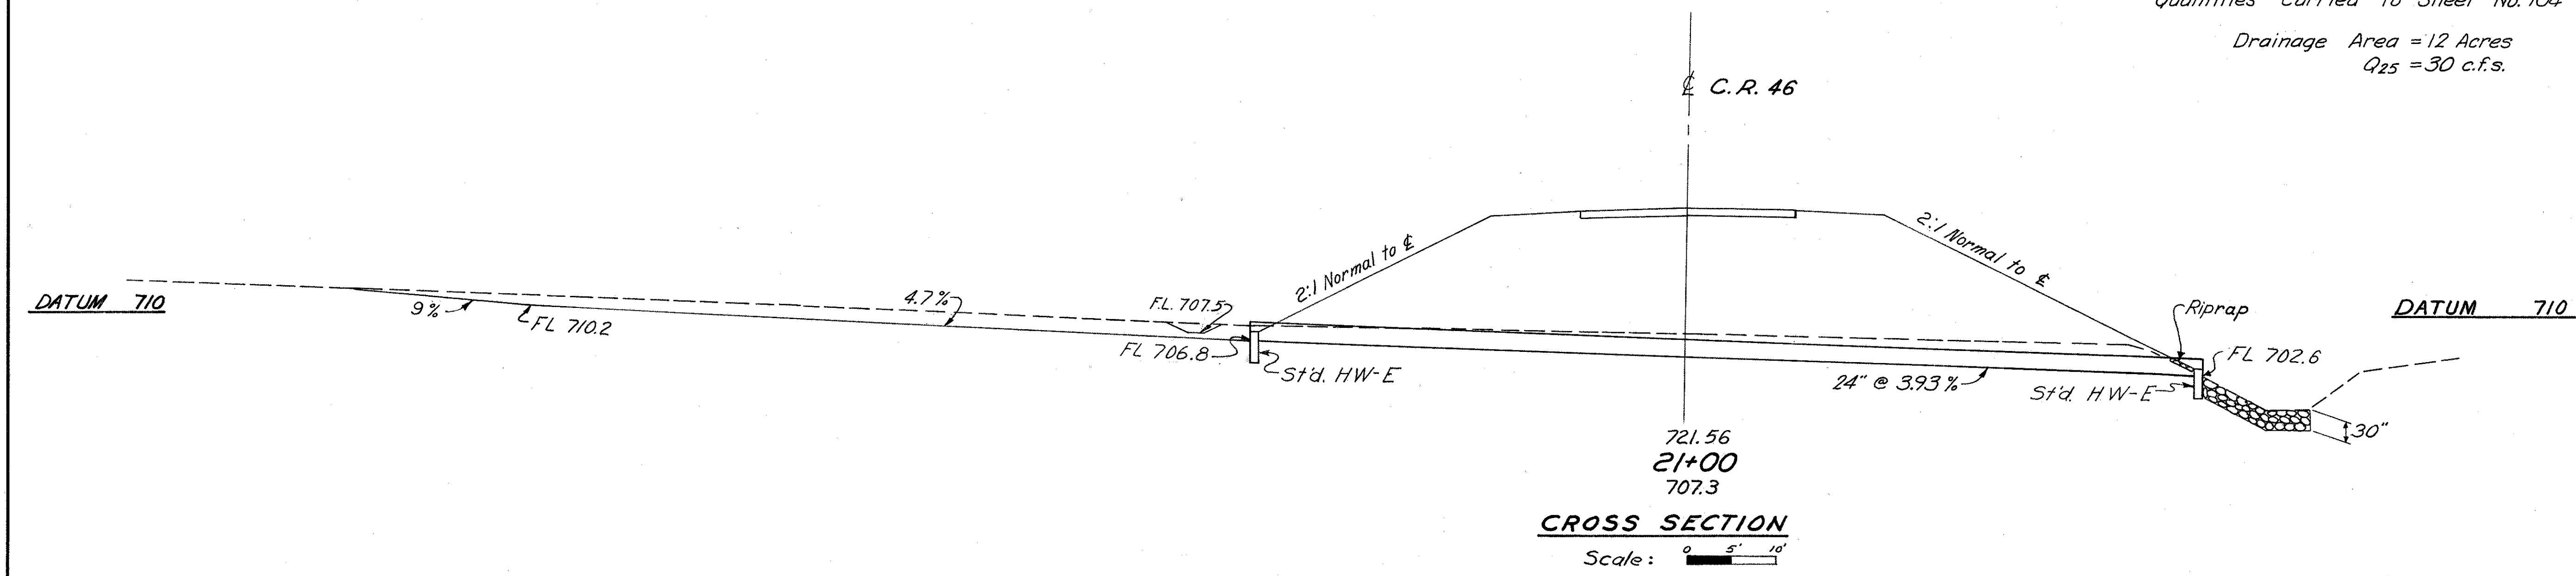 Quantities Carried To Sheet No. 104
Drainage Area = 12 Acres
Q25 = 30 c.f.s.
℄ C.R. 46
2:1 Normal to ℄
2:1 Normal to ℄
DATUM 710
9%
FL 710.2
4.7%
F.L. 707.5
FL 706.8
St'd. HW-E
24" @ 3.93%
Riprap
FL 702.6
St'd. HW-E
DATUM 710
30"
721.56
21+00
707.3
CROSS SECTION
Scale: 0 5' 10'